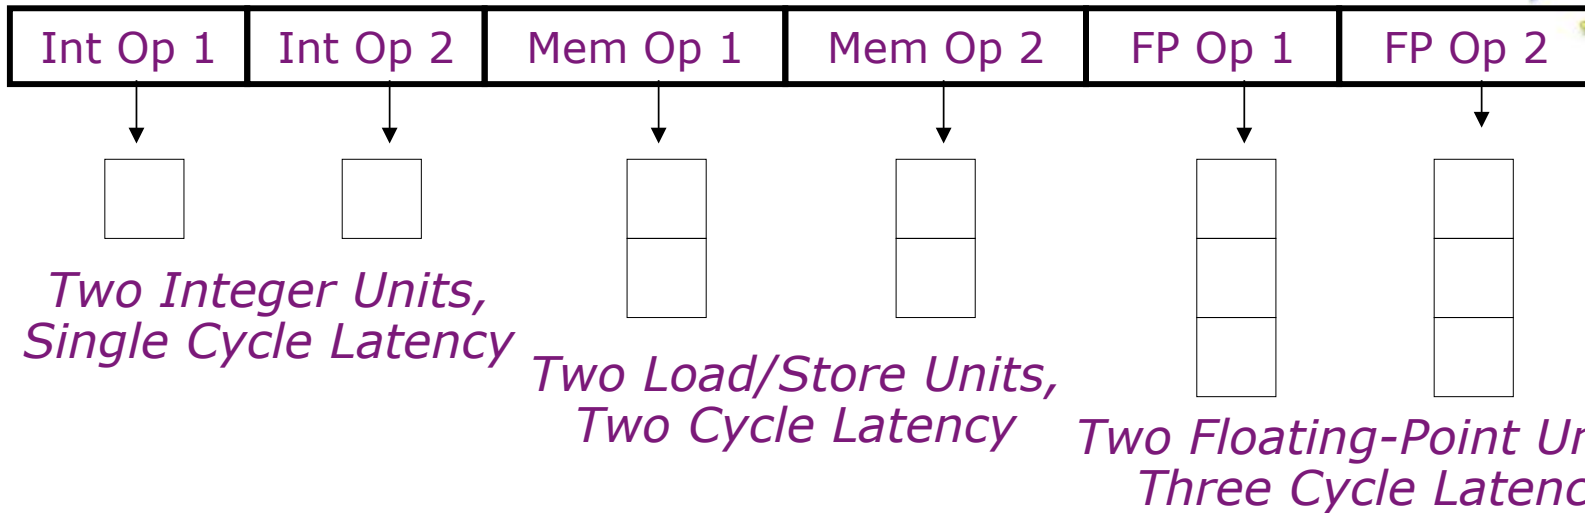 Int Op 1 Int Op 2 Mem Op 1 Mem Op 2 FP Op 1 FP Op 2
Two Integer Units,
Single Cycle Latency
Two Load/Store Units,
Two Cycle Latency
Two Floating-Point
Three Cycle